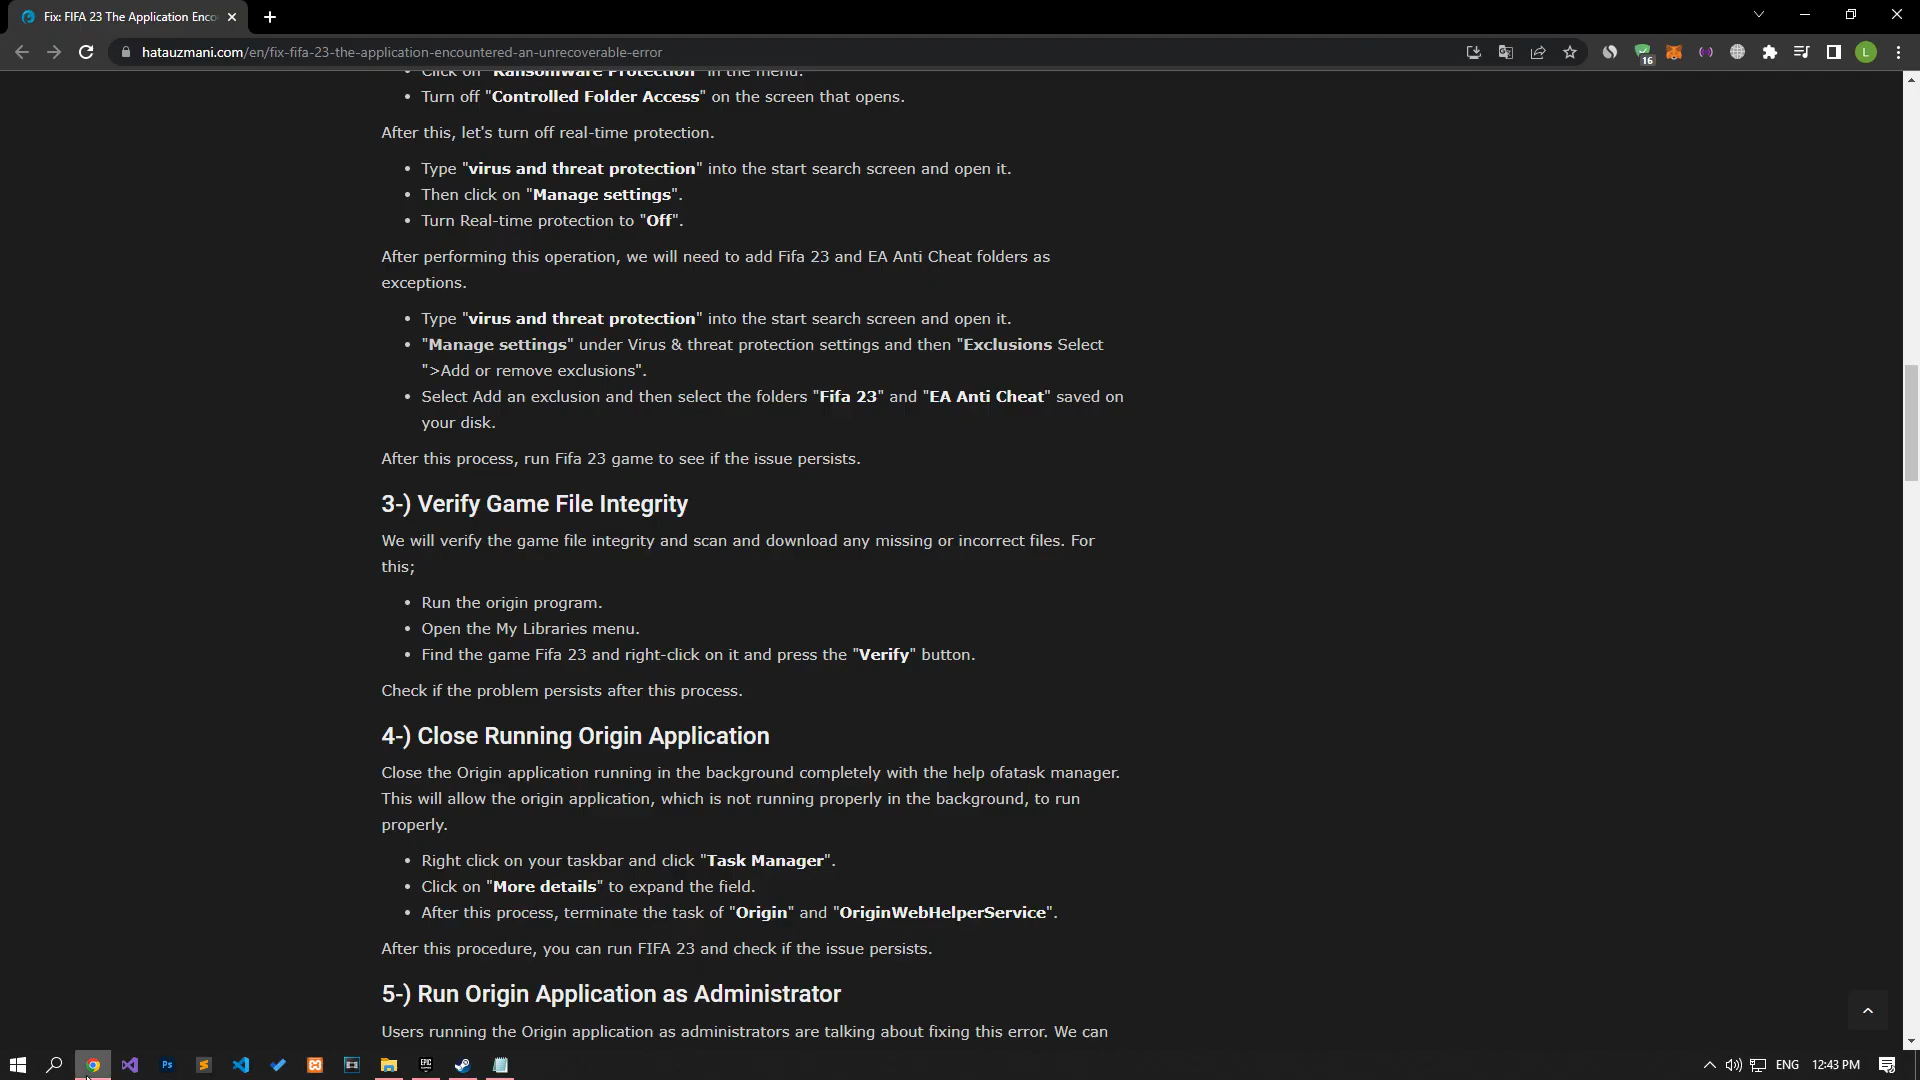 Fix: FIFA 23 The Application Enco
hatauzmani.com/en/fix-fifa-23-the-application-encountered-an-unrecoverable-error
16
L
• Click on "Ransomware Protection" in the menu.
• Turn off "Controlled Folder Access" on the screen that opens.
After this, let's turn off real-time protection.
• Type "virus and threat protection" into the start search screen and open it.
• Then click on "Manage settings".
• Turn Real-time protection to "Off".
After performing this operation, we will need to add Fifa 23 and EA Anti Cheat folders as
exceptions.
• Type "virus and threat protection" into the start search screen and open it.
• "Manage settings" under Virus & threat protection settings and then "Exclusions Select
">Add or remove exclusions".
• Select Add an exclusion and then select the folders "Fifa 23" and "EA Anti Cheat" saved on
your disk.
After this process, run Fifa 23 game to see if the issue persists.
3-) Verify Game File Integrity
We will verify the game file integrity and scan and download any missing or incorrect files. For
this;
• Run the origin program.
• Open the My Libraries menu.
• Find the game Fifa 23 and right-click on it and press the "Verify" button.
Check if the problem persists after this process.
4-) Close Running Origin Application
Close the Origin application running in the background completely with the help ofatask manager.
This will allow the origin application, which is not running properly in the background, to run
properly.
• Right click on your taskbar and click "Task Manager".
• Click on "More details" to expand the field.
• After this process, terminate the task of "Origin" and "OriginWebHelperService".
After this procedure, you can run FIFA 23 and check if the issue persists.
5-) Run Origin Application as Administrator
Users running the Origin application as administrators are talking about fixing this error. We can
Ps
EPIC
ENG
12:43 PM